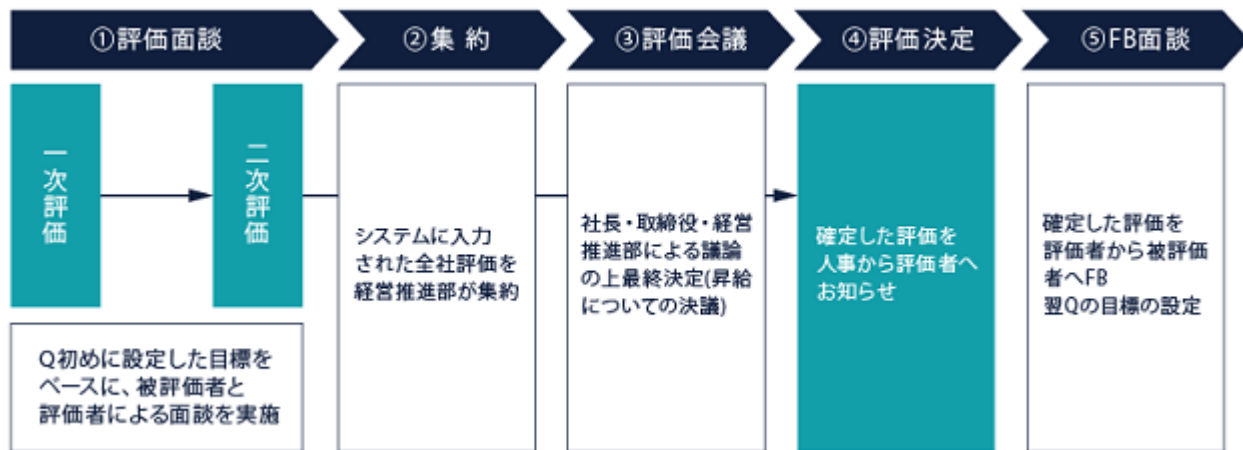 ①評価面談
②集 約
③評価会議
④評価決定
⑤FB面談
一次評価
二次評価
Q初めに設定した目標を
ベースに、被評価者と
評価者による面談を実施
システムに入力
された全社評価を
経営推進部が集約
社長・取締役・経営
推進部による議論
の上最終決定(昇給
についての決議)
確定した評価を
人事から評価者へ
お知らせ
確定した評価を
評価者から被評価
者へFB
翌Qの目標の設定